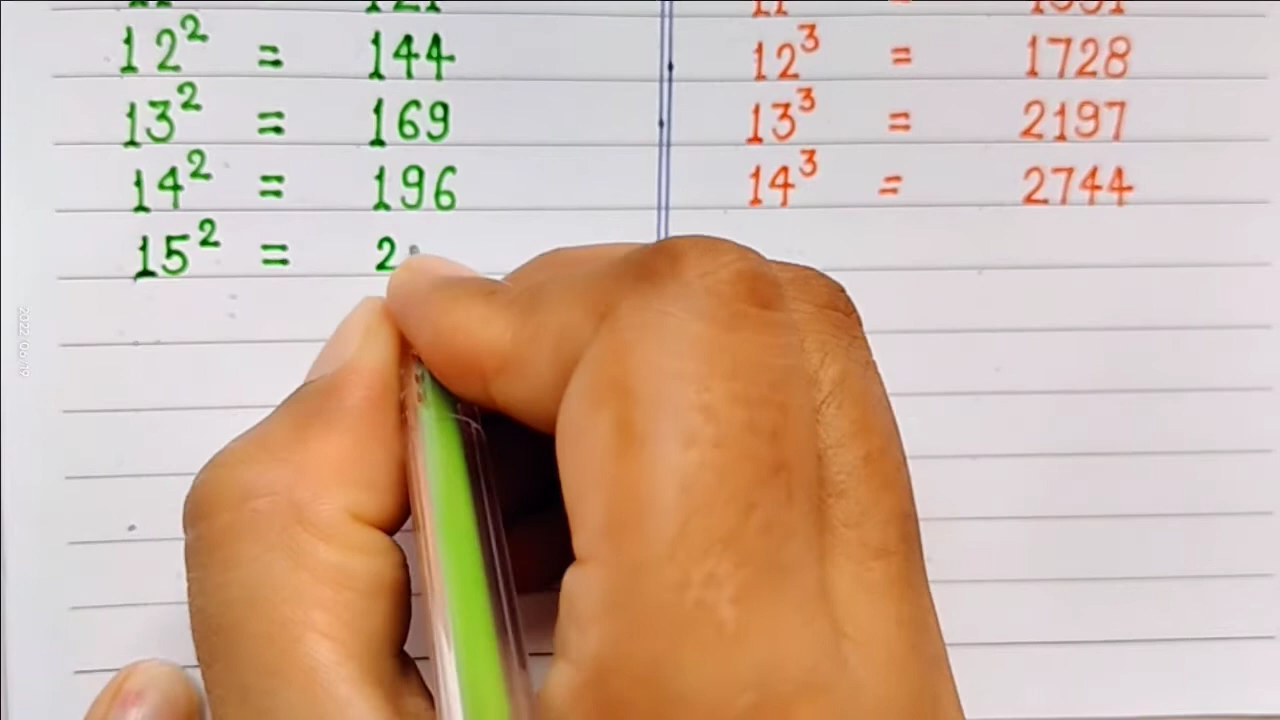 12² = 144
13² = 169
14² = 196
15² = 2
12³ = 1728
13³ = 2197
14³ = 2744